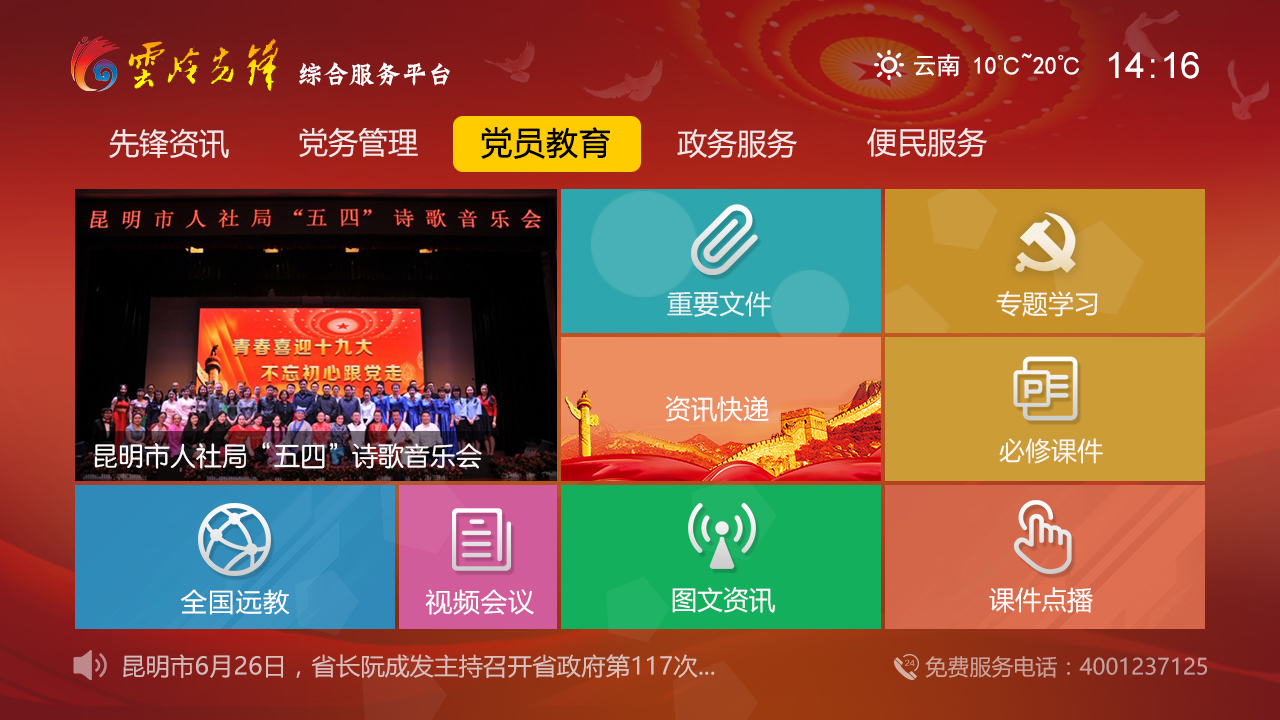 雲岭先锋 综合服务平台
云南 10℃~20℃ 14:16
先锋资讯 党务管理 党员教育 政务服务 便民服务
昆明市人社局“五四”诗歌音乐会
青春喜迎十九大
不忘初心跟党走
昆明市人社局“五四”诗歌音乐会
重要文件
专题学习
资讯快递
P
必修课件
全国远教
视频会议
图文资讯
课件点播
昆明市6月26日，省长阮成发主持召开省政府第117次...
24
免费服务电话：4001237125